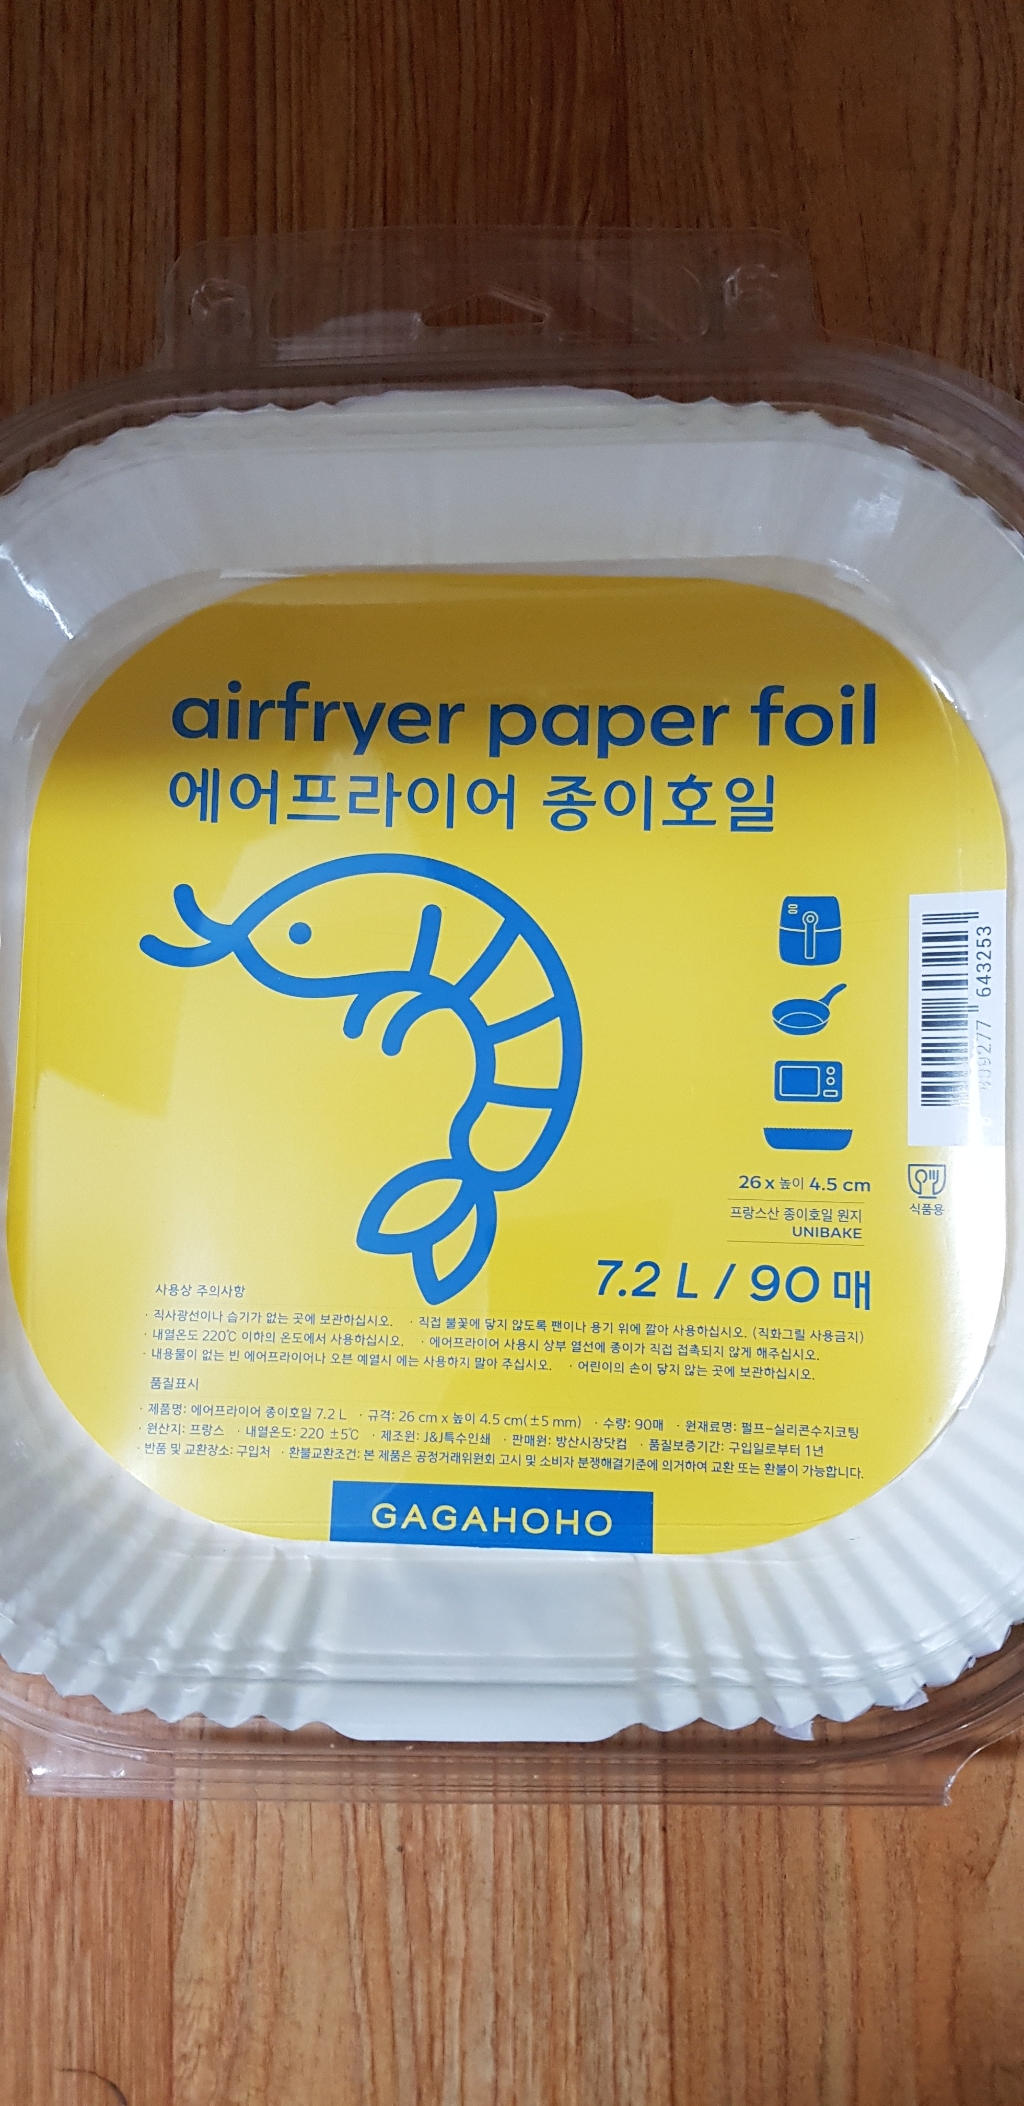 airfryer paper foil
에어프라이어 종이호일
643253
26 x 높이 4.5 cm
식품용
프랑스산 종이호일 원지
UNIBAKE
7.2 L / 90 매
사용상 주의사항
· 직사광선이나 습기가 없는 곳에 보관하십시오. · 직접 불꽃에 닿지 않도록 팬이나 용기 위에 깔아 사용하십시오. (직화그릴 사용금지)
· 내열온도 220℃ 이하의 온도에서 사용하십시오. · 에어프라이어 사용시 상부 열선에 종이가 직접 접촉되지 않게 해주십시오.
· 내용물이 없는 빈 에어프라이어나 오븐 예열시 에는 사용하지 말아 주십시오. · 어린이의 손이 닿지 않는 곳에 보관하십시오.
품질표시
· 제품명: 에어프라이어 종이호일 7.2 L · 규격: 26 cm x 높이 4.5 cm(±5 mm) · 수량: 90매 · 원재료명: 펄프-실리콘수지코팅
· 원산지: 프랑스 · 내열온도: 220 ±5℃ · 제조원: J&J특수인쇄 · 판매원: 방산시장닷컴 · 품질보증기간: 구입일로부터 1년
· 반품 및 교환장소: 구입처 · 환불교환조건: 본 제품은 공정거래위원회 고시 및 소비자 분쟁해결기준에 의거하여 교환 또는 환불이 가능합니다.
GAGAHOHO